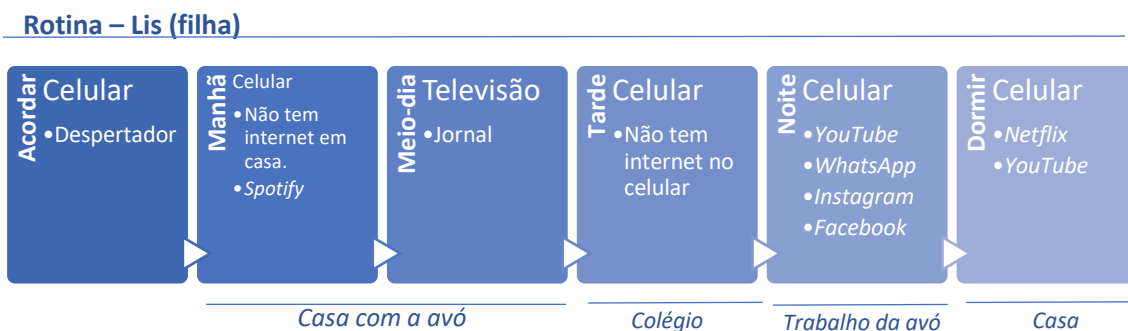 Rotina – Lis (filha)
Acordar
Celular
•Despertador
Manhã
Celular
•Não tem
internet em
casa.
•Spotify
Meio-dia
Televisão
•Jornal
Tarde
Celular
•Não tem
internet no
celular
Noite
Celular
•YouTube
•WhatsApp
•Instagram
•Facebook
Dormir
Celular
•Netflix
•YouTube
Casa com a avó
Colégio
Trabalho da avó
Casa